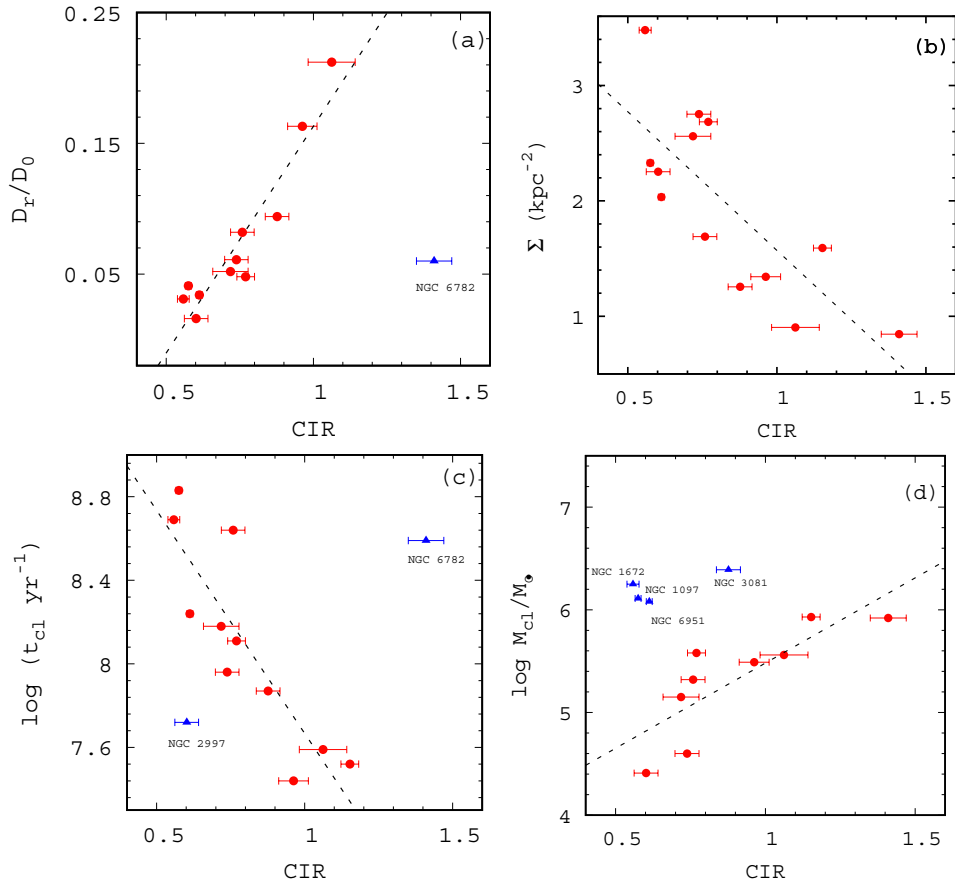 0.25
0.15
0.05
D_r/D_0
(a)
NGC 6782
0.5 1 1.5
CIR
3
2
1
Σ (kpc^-2)
(b)
0.5 1 1.5
CIR
8.8
8.4
8
7.6
log (t_cl yr^-1)
(c)
NGC 6782
NGC 2997
0.5 1 1.5
CIR
7
6
5
4
log M_cl/M_☉
(d)
NGC 1672
NGC 1097
NGC 3081
NGC 6951
0.5 1 1.5
CIR